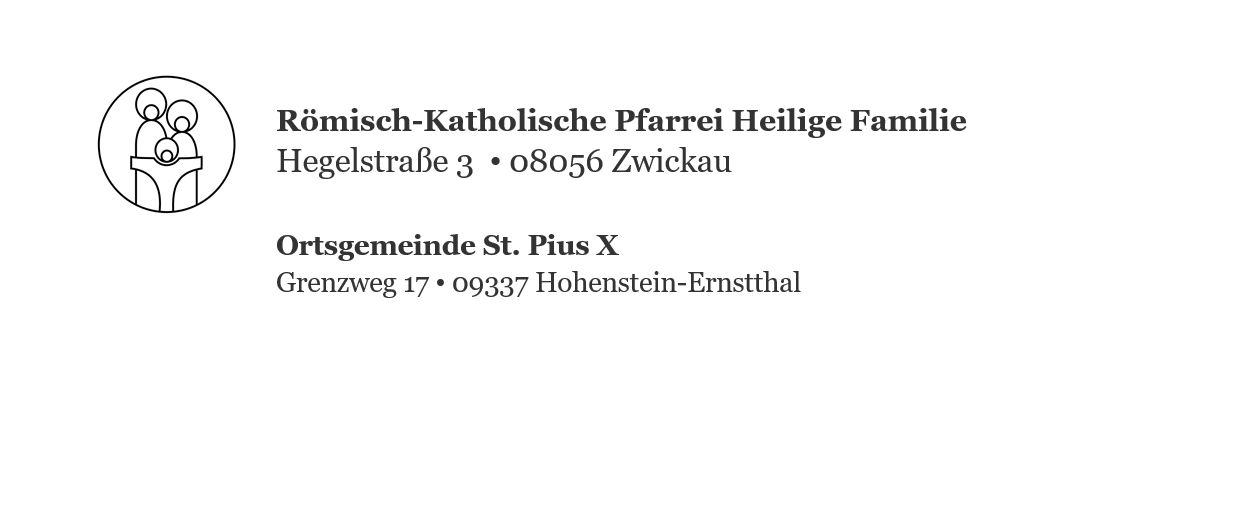 Römisch-Katholische Pfarrei Heilige Familie
Hegelstraße 3 • 08056 Zwickau
Ortsgemeinde St. Pius X
Grenzweg 17 • 09337 Hohenstein-Ernstthal